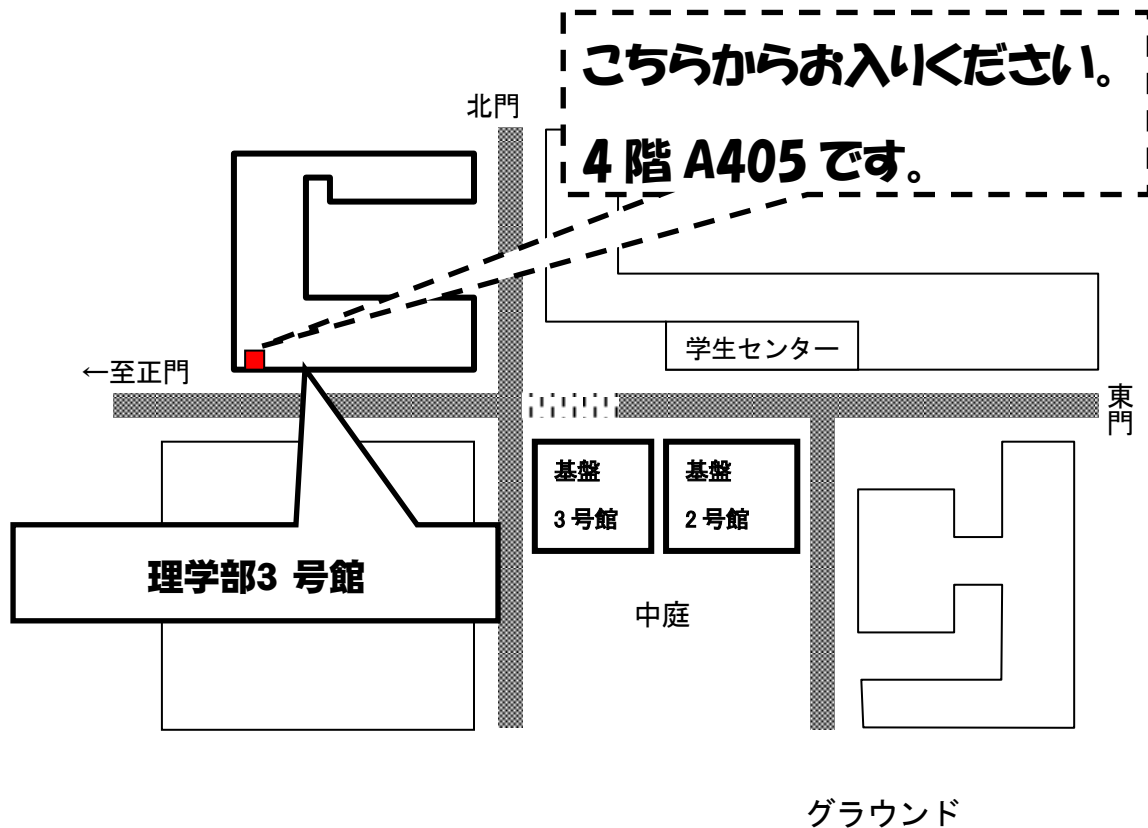 こちらからお入りください。
4 階 A405 です。
北門
学生センター
←至正門
東門
基盤
3 号館
基盤
2 号館
理学部3 号館
中庭
グラウンド